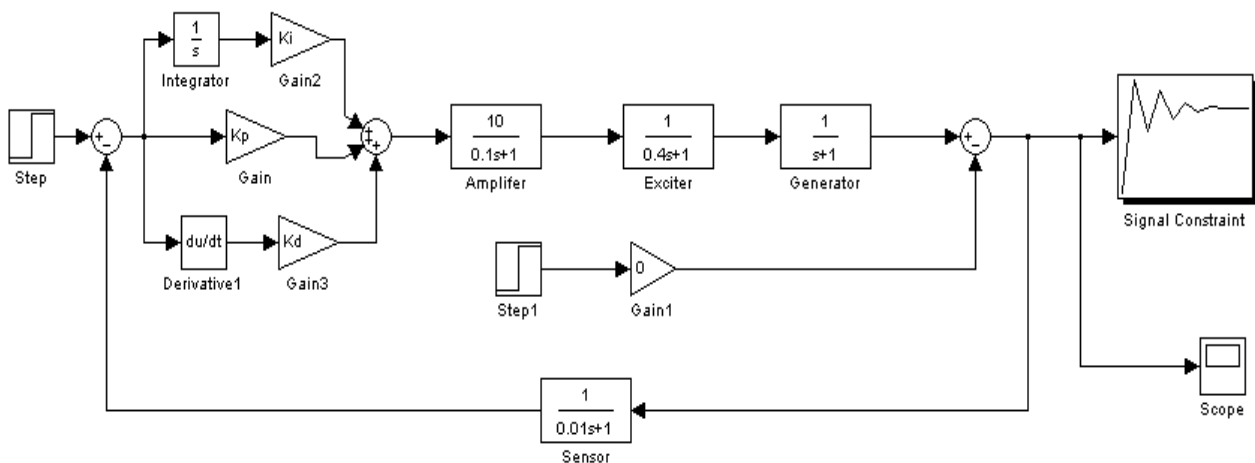 1
s
Integrator
Ki
Gain2
Step
+
−
Kp
Gain
+
+
+
10
0.1s+1
Amplifer
1
0.4s+1
Exciter
1
s+1
Generator
+
−
Signal Constraint
du/dt
Derivative1
Kd
Gain3
Step1
0
Gain1
1
0.01s+1
Sensor
Scope